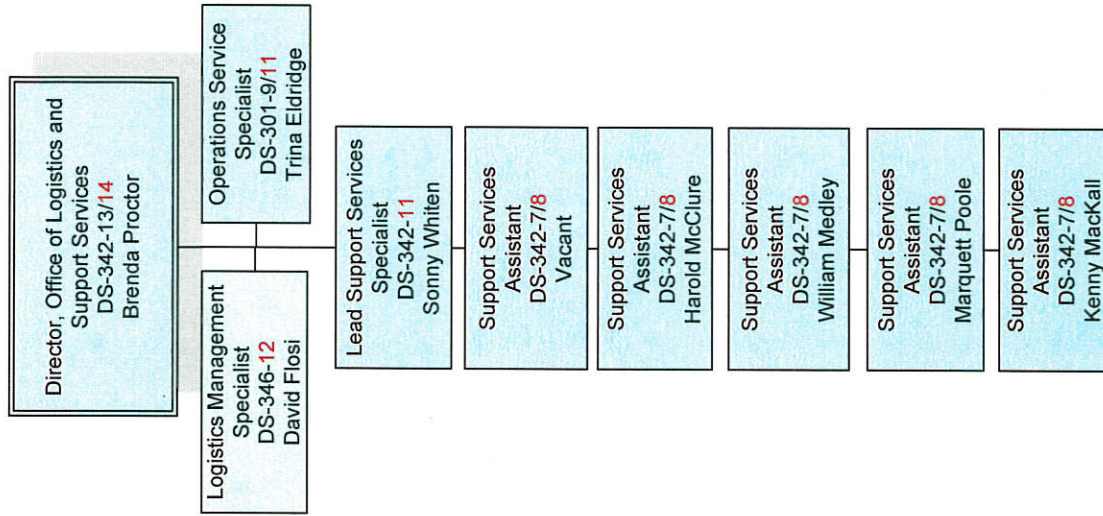 Director, Office of Logistics and
Support Services
DS-342-13/14
Brenda Proctor
Logistics Management
Specialist
DS-346-12
David Flosi
Operations Service
Specialist
DS-301-9/11
Trina Eldridge
Lead Support Services
Specialist
DS-342-11
Sonny Whiten
Support Services
Assistant
DS-342-7/8
Vacant
Support Services
Assistant
DS-342-7/8
Harold McClure
Support Services
Assistant
DS-342-7/8
William Medley
Support Services
Assistant
DS-342-7/8
Marquett Poole
Support Services
Assistant
DS-342-7/8
Kenny MacKall